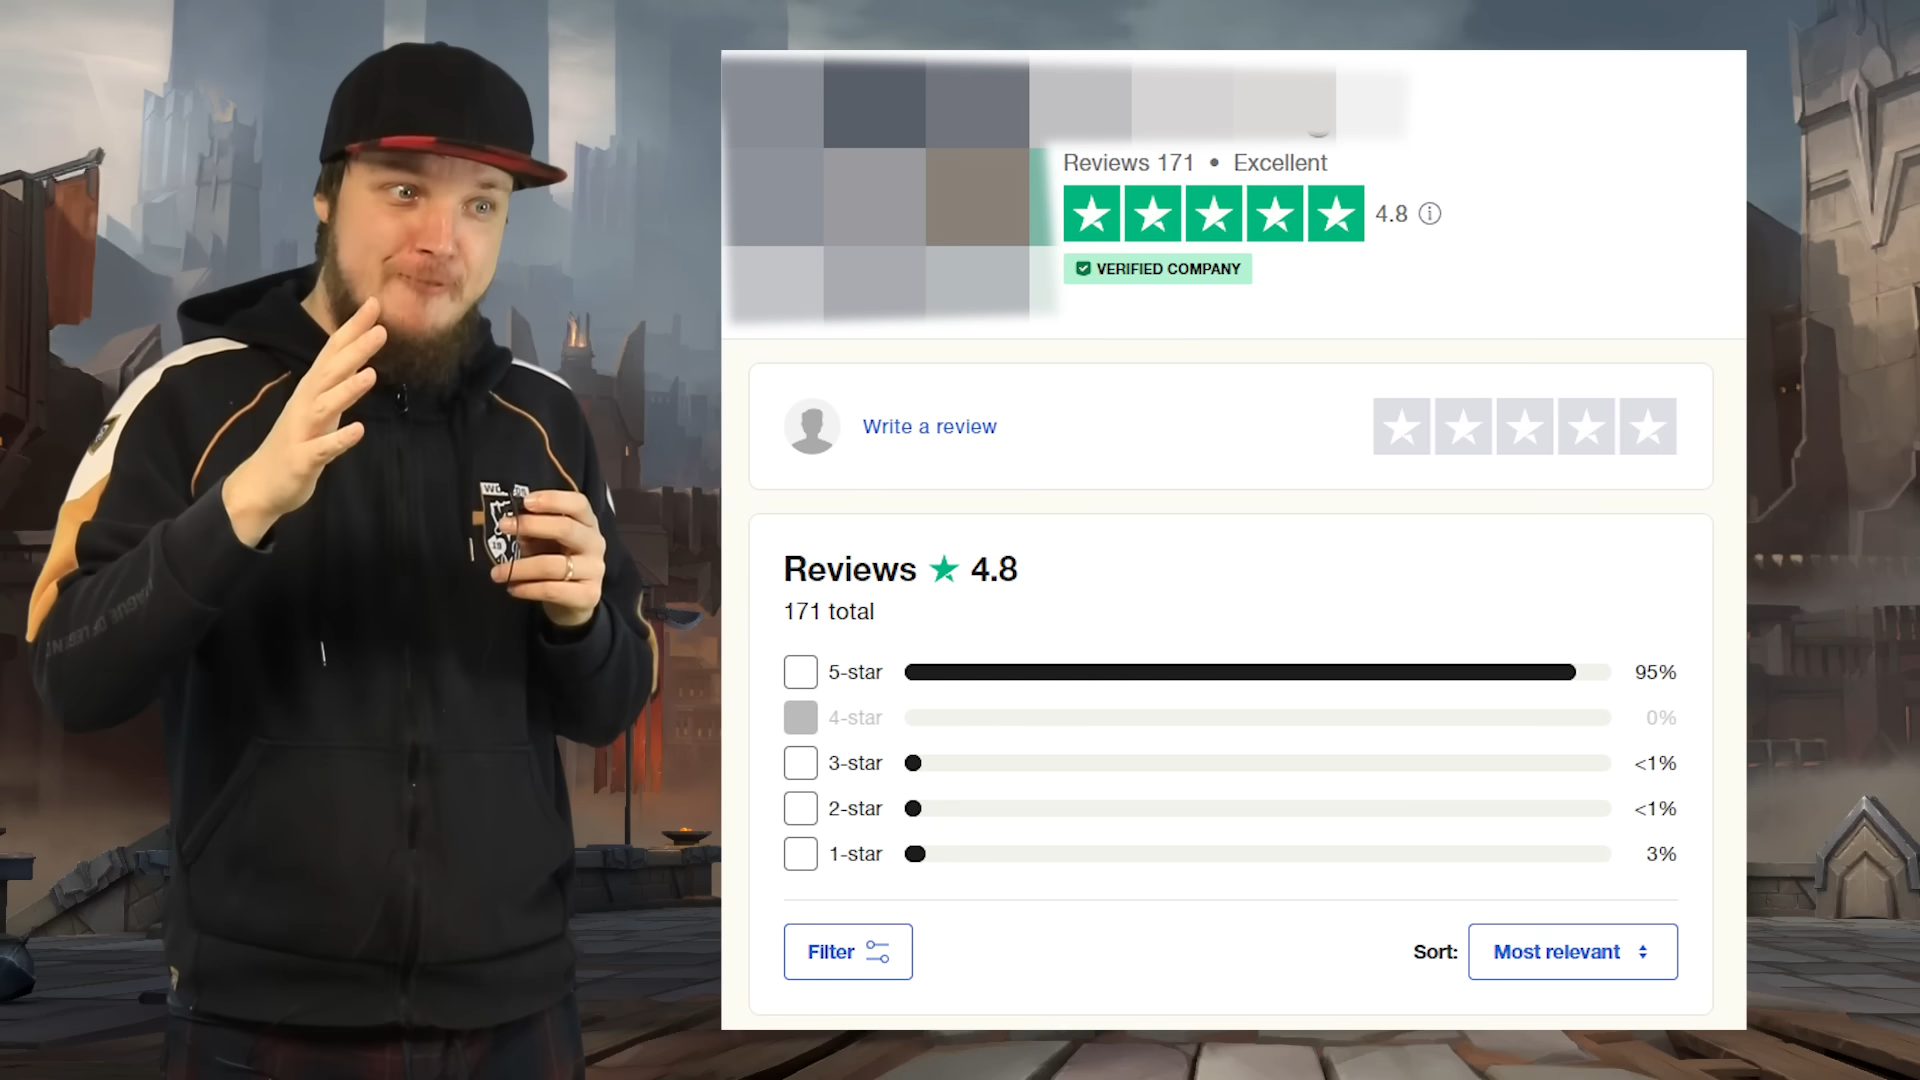 Reviews 171 • Excellent
4.8
VERIFIED COMPANY
Write a review
Reviews 4.8
171 total
5-star 95%
4-star 0%
3-star <1%
2-star <1%
1-star 3%
Filter
Sort: Most relevant